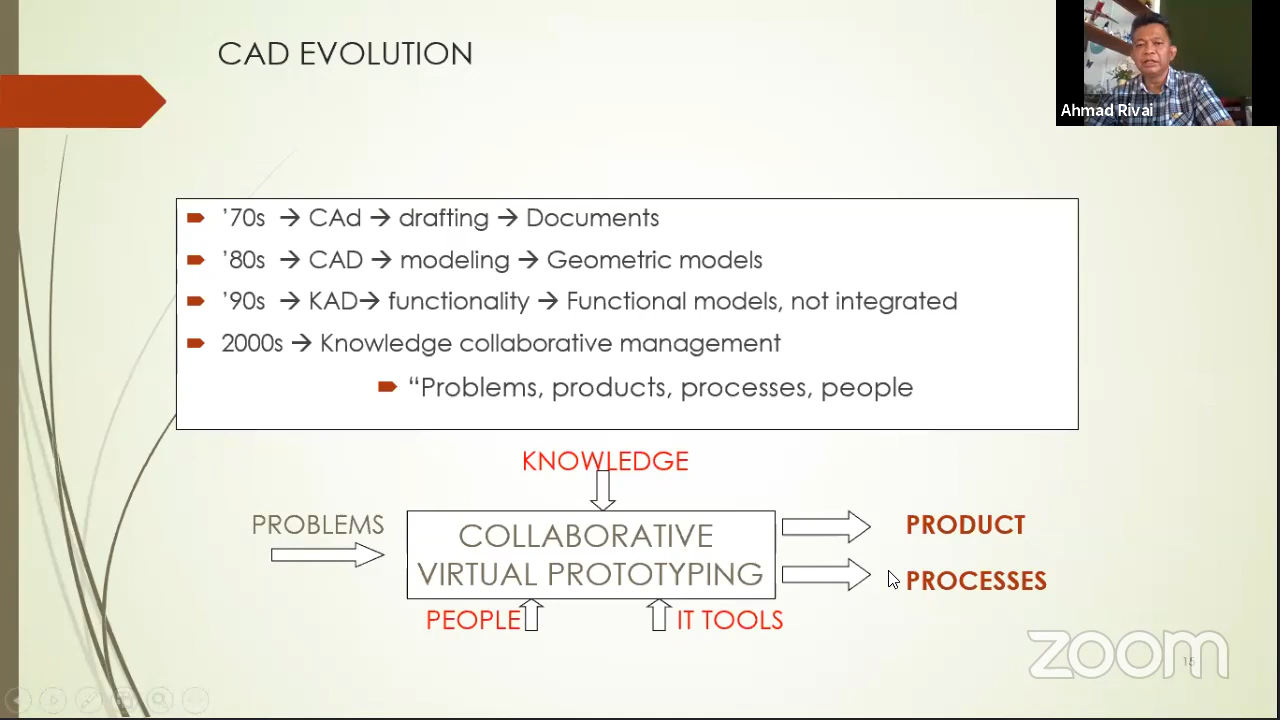 CAD EVOLUTION
Ahmad Rivai
’70s → CAd → drafting → Documents
’80s → CAD → modeling → Geometric models
’90s → KAD→ functionality → Functional models, not integrated
2000s → Knowledge collaborative management
“Problems, products, processes, people
KNOWLEDGE
PROBLEMS
COLLABORATIVE
VIRTUAL PROTOTYPING
PRODUCT
PROCESSES
PEOPLE
IT TOOLS
zoom
15